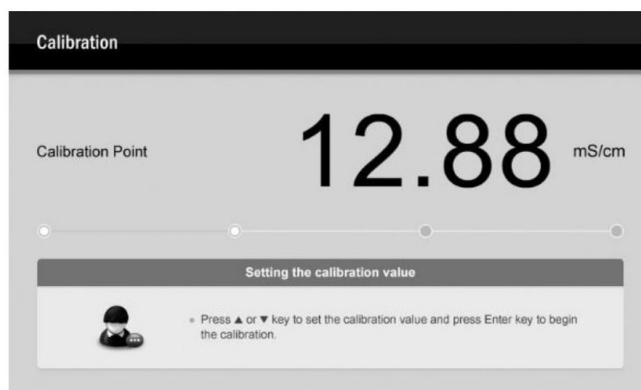 Calibration
Calibration Point
12.88 mS/cm
Setting the calibration value
Press ▲ or ▼ key to set the calibration value and press Enter key to begin
the calibration.